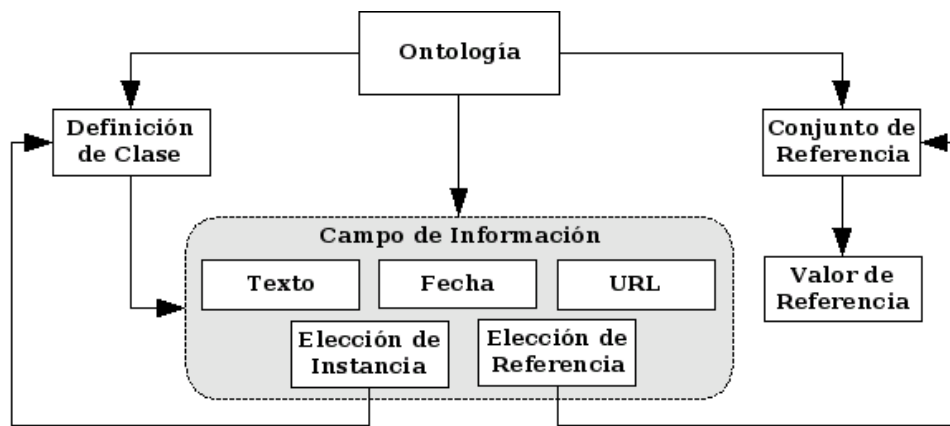 Ontología
Definición
de Clase
Conjunto de
Referencia
Campo de Información
Texto
Fecha
URL
Valor de
Referencia
Elección de
Instancia
Elección de
Referencia